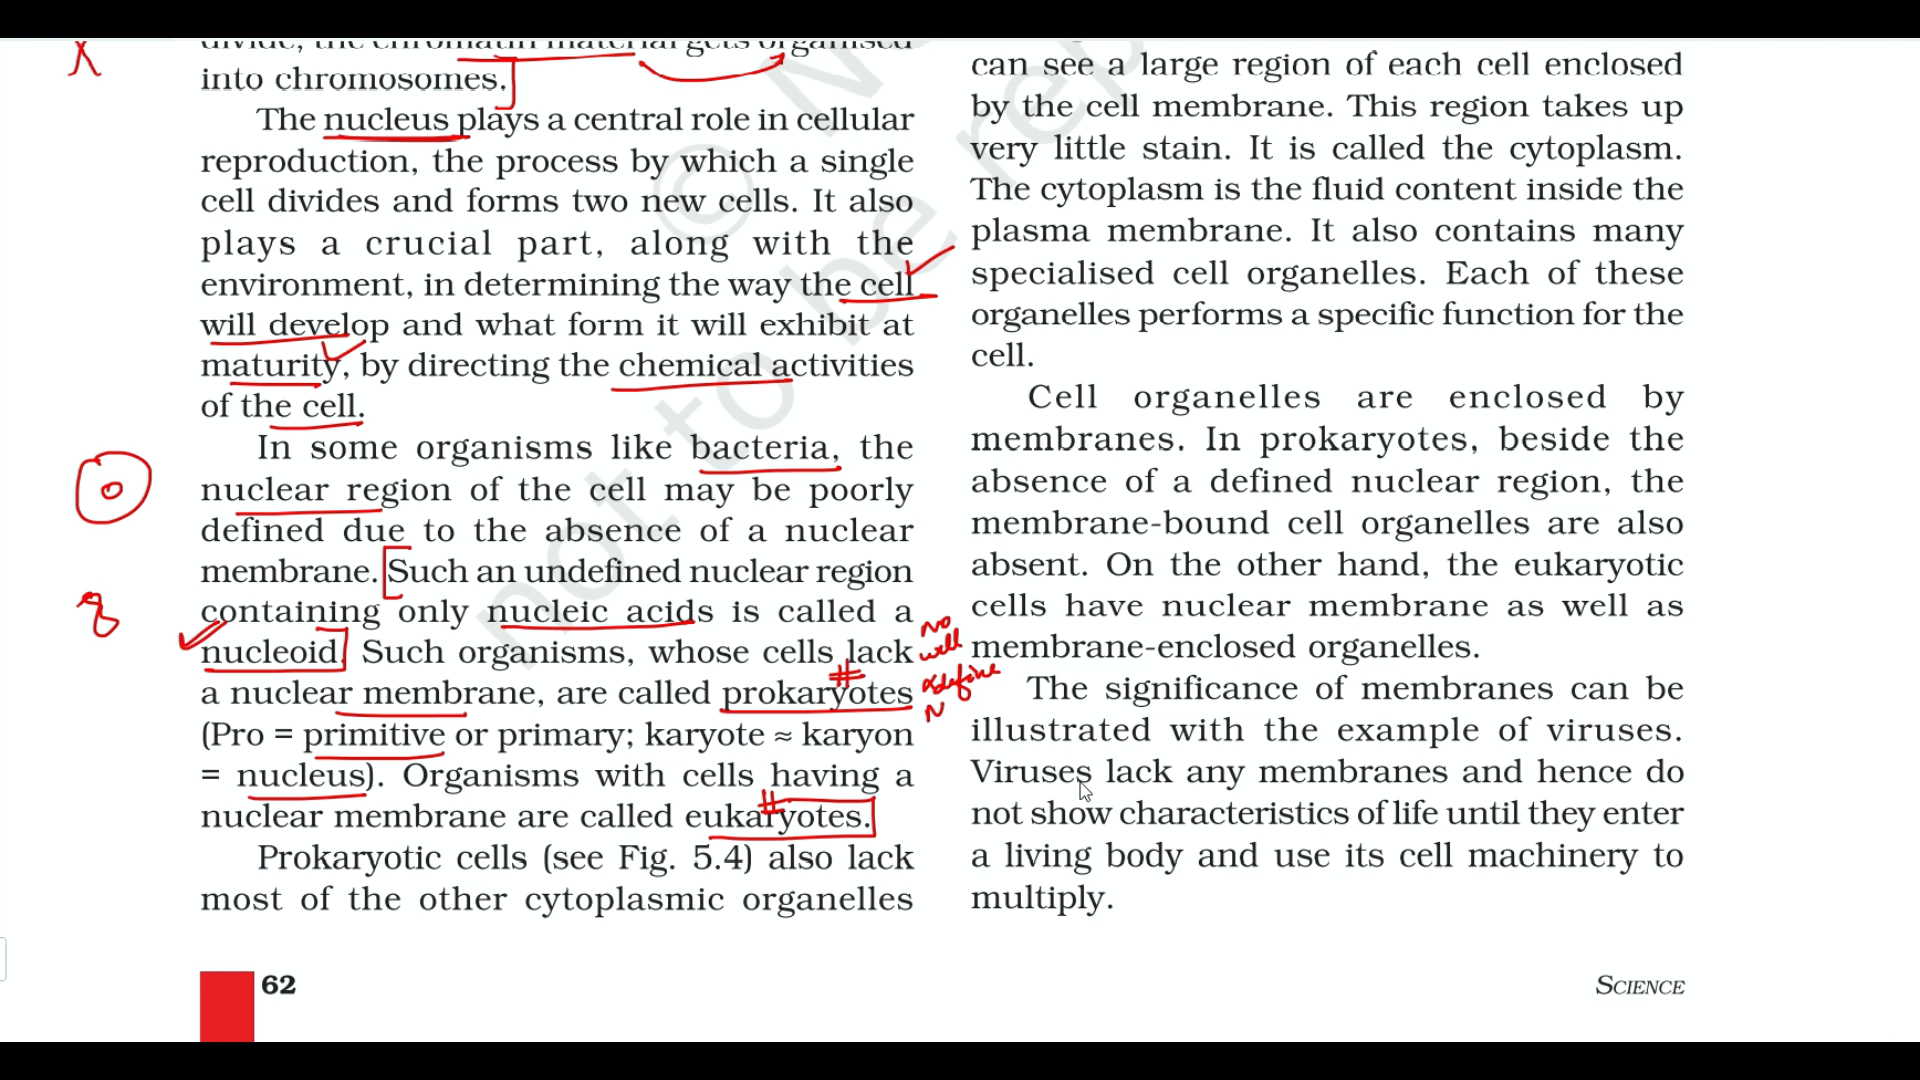 into chromosomes.
The nucleus plays a central role in cellular
reproduction, the process by which a single
cell divides and forms two new cells. It also
plays a crucial part, along with the
environment, in determining the way the cell
will develop and what form it will exhibit at
maturity, by directing the chemical activities
of the cell.
In some organisms like bacteria, the
nuclear region of the cell may be poorly
defined due to the absence of a nuclear
membrane. Such an undefined nuclear region
containing only nucleic acids is called a
nucleoid. Such organisms, whose cells lack
a nuclear membrane, are called prokaryotes
(Pro = primitive or primary; karyote ≈ karyon
= nucleus). Organisms with cells having a
nuclear membrane are called eukaryotes.
Prokaryotic cells (see Fig. 5.4) also lack
most of the other cytoplasmic organelles
no
well
define
N
can see a large region of each cell enclosed
by the cell membrane. This region takes up
very little stain. It is called the cytoplasm.
The cytoplasm is the fluid content inside the
plasma membrane. It also contains many
specialised cell organelles. Each of these
organelles performs a specific function for the
cell.
Cell organelles are enclosed by
membranes. In prokaryotes, beside the
absence of a defined nuclear region, the
membrane-bound cell organelles are also
absent. On the other hand, the eukaryotic
cells have nuclear membrane as well as
membrane-enclosed organelles.
The significance of membranes can be
illustrated with the example of viruses.
Viruses lack any membranes and hence do
not show characteristics of life until they enter
a living body and use its cell machinery to
multiply.
62
SCIENCE
© N
not to be rep